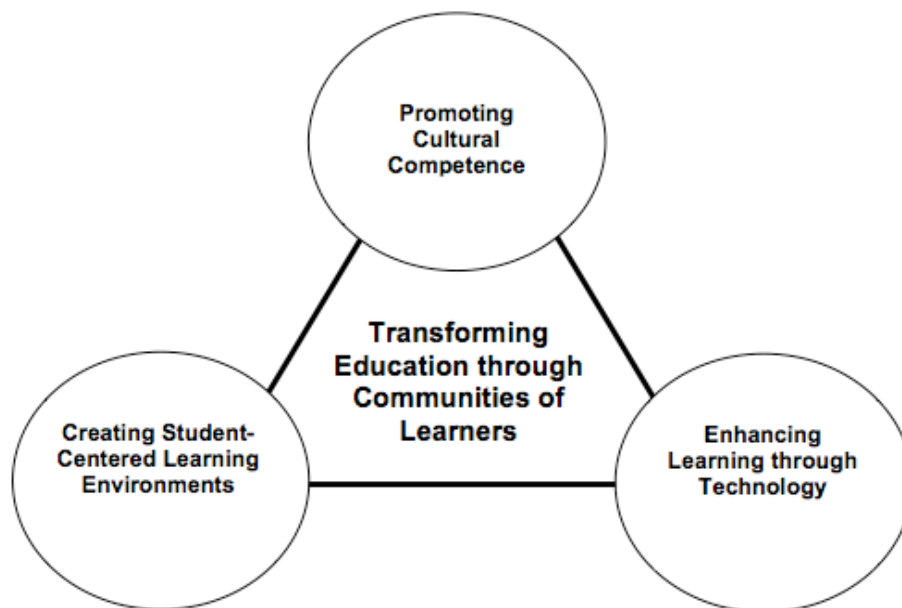 Promoting
Cultural
Competence
Transforming
Education through
Communities of
Learners
Creating Student-
Centered Learning
Environments
Enhancing
Learning through
Technology